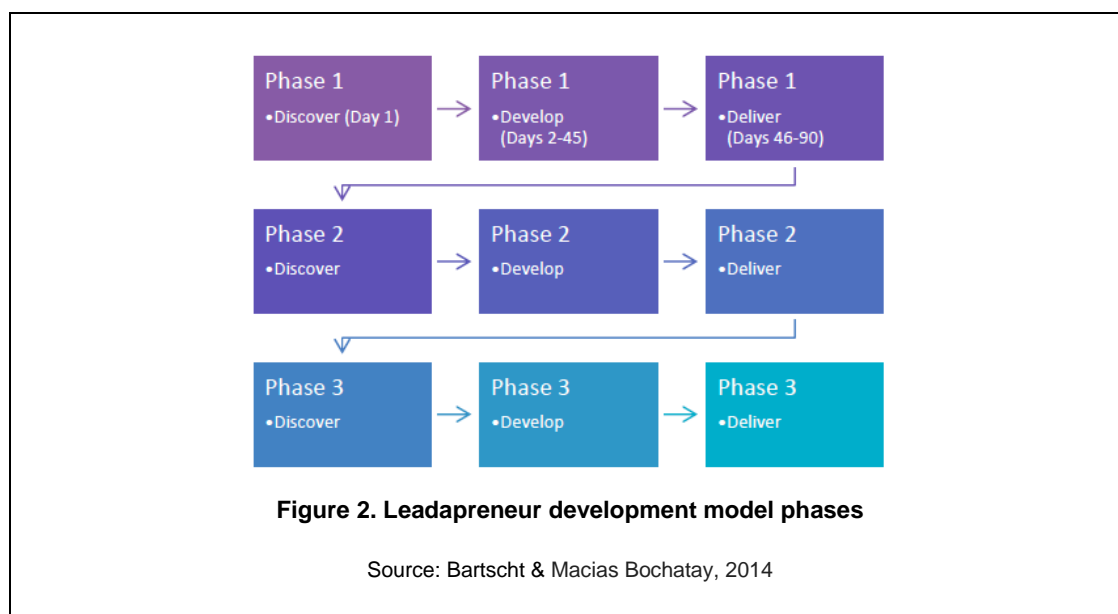 Phase 1
•Discover (Day 1)
Phase 1
•Develop
(Days 2-45)
Phase 1
•Deliver
(Days 46-90)
Phase 2
•Discover
Phase 2
•Develop
Phase 2
•Deliver
Phase 3
•Discover
Phase 3
•Develop
Phase 3
•Deliver
Figure 2. Leadapreneur development model phases
Source: Bartscht & Macias Bochatay, 2014